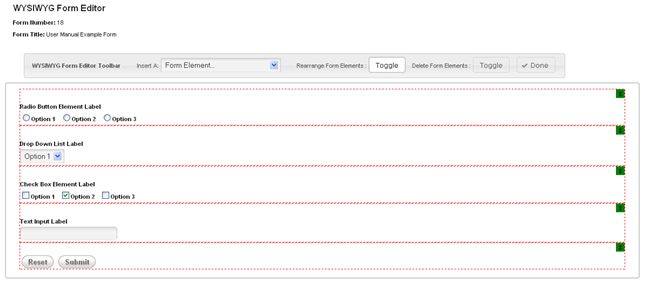 WYSIWYG Form Editor
Form Number: 18
Form Title: User Manual Example Form
WYSIWYG Form Editor Toolbar Insert A: Form Element... Rearrange Form Elements : Toggle Delete Form Elements : Toggle ✓ Done
Radio Button Element Label
Option 1 Option 2 Option 3
Drop Down List Label
Option 1
Check Box Element Label
Option 1 Option 2 Option 3
Text Input Label
Reset Submit